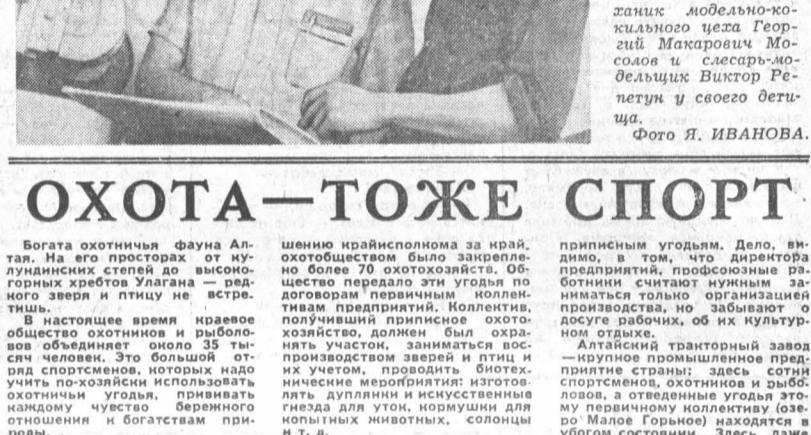 ханик модельно-ко-
кильного цеха Геор-
гий Макарович Мо-
солов и слесарь-мо-
дельщик Виктор Ре-
петун у своего дети-
ща.
Фото Я. ИВАНОВА.
ОХОТА—ТОЖЕ СПОРТ
Богата охотничья фауна Ал-
тая. На его просторах от ку-
лундинских степей до высоко-
горных хребтов Улагана — ред-
кого зверя и птицу не встре.
тишь.
В настоящее время краевое
общество охотников и рыболо-
вов объединяет около 35 ты-
сяч человек. Это большой от-
ряд спортсменов, которых надо
учить по-хозяйски использовать
охотничьи угодья, прививать
каждому чувство бережного
отношения к богатствам при-
роды.
шению крайисполкома за край.
охотобществом было закрепле-
но более 70 охотохозяйств. Об-
щество передало эти угодья по
договорам первичным коллек-
тивам предприятий. Коллектив,
получивший приписное охото-
хозяйство, должен был охра-
нять участок, заниматься вос-
производством зверей и птиц и
их учетом, проводить биотех-
нические мероприятия: изготов-
лять дуплянки и искусственные
гнезда для уток, кормушки для
копытных животных, солонцы
и т. д.
приписным угодьям. Дело, ви-
димо, в том, что директора
предприятий, профсоюзные ра-
ботники считают нужным за-
ниматься только организацией
производства, но забывают о
досуге рабочих, об их культур-
ном отдыхе.
Алтайский тракторный завод
—крупное промышленное пред-
приятие страны; здесь сотни
спортсменов, охотников и рыбо-
ловов, а отведенные угодья это-
му первичному коллективу (озе-
ро Малое Горькое) находятся в
убогом состоянии. Здесь даже